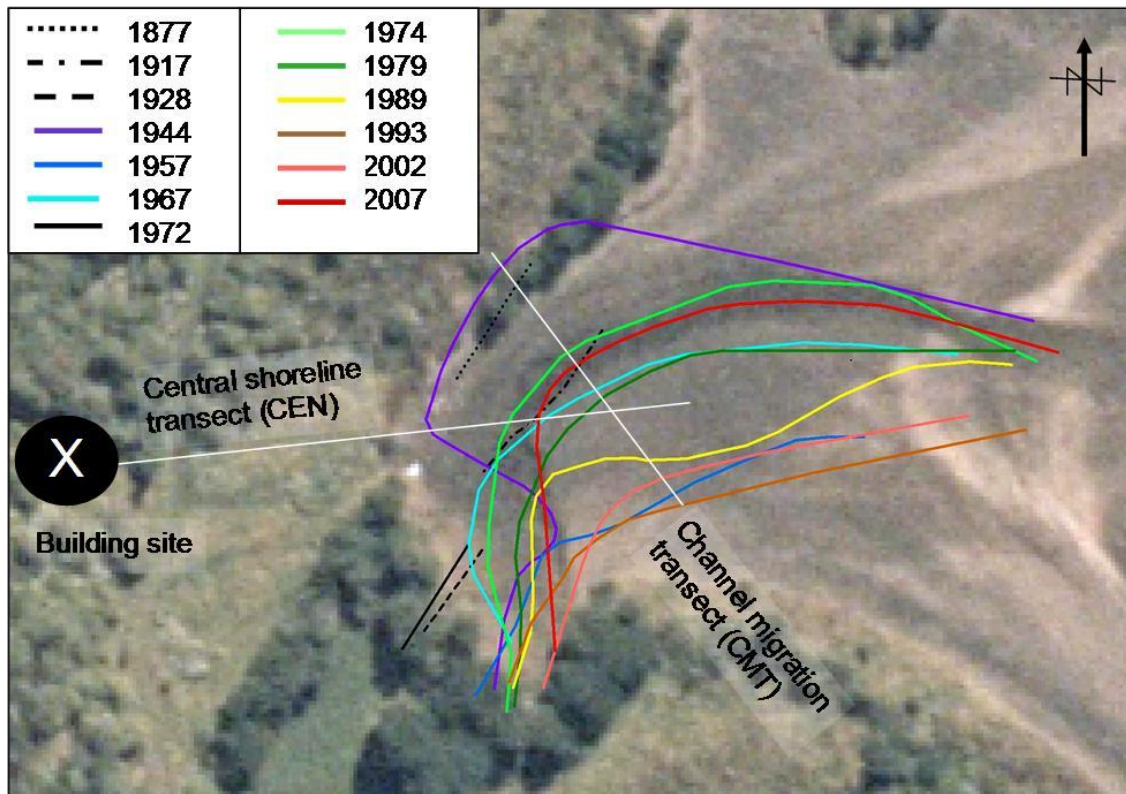 1877
1917
1928
1944
1957
1967
1972
1974
1979
1989
1993
2002
2007
N
Central shoreline
transect (CEN)
X
Building site
Channel migration
transect (CMT)